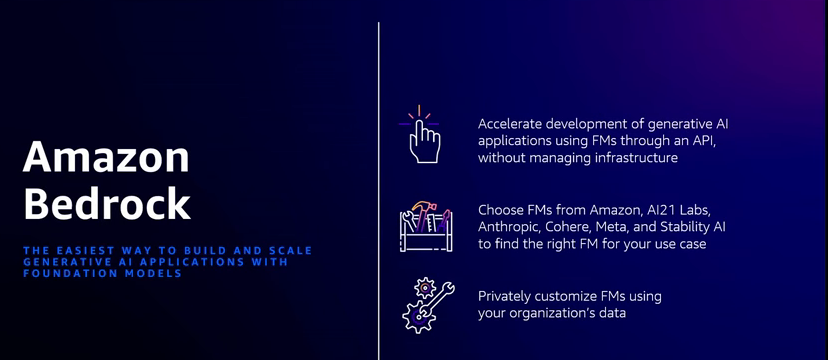 Amazon
Bedrock
THE EASIEST WAY TO BUILD AND SCALE
GENERATIVE AI APPLICATIONS WITH
FOUNDATION MODELS
Accelerate development of generative AI
applications using FMs through an API,
without managing infrastructure
Choose FMs from Amazon, AI21 Labs,
Anthropic, Cohere, Meta, and Stability AI
to find the right FM for your use case
Privately customize FMs using
your organization's data